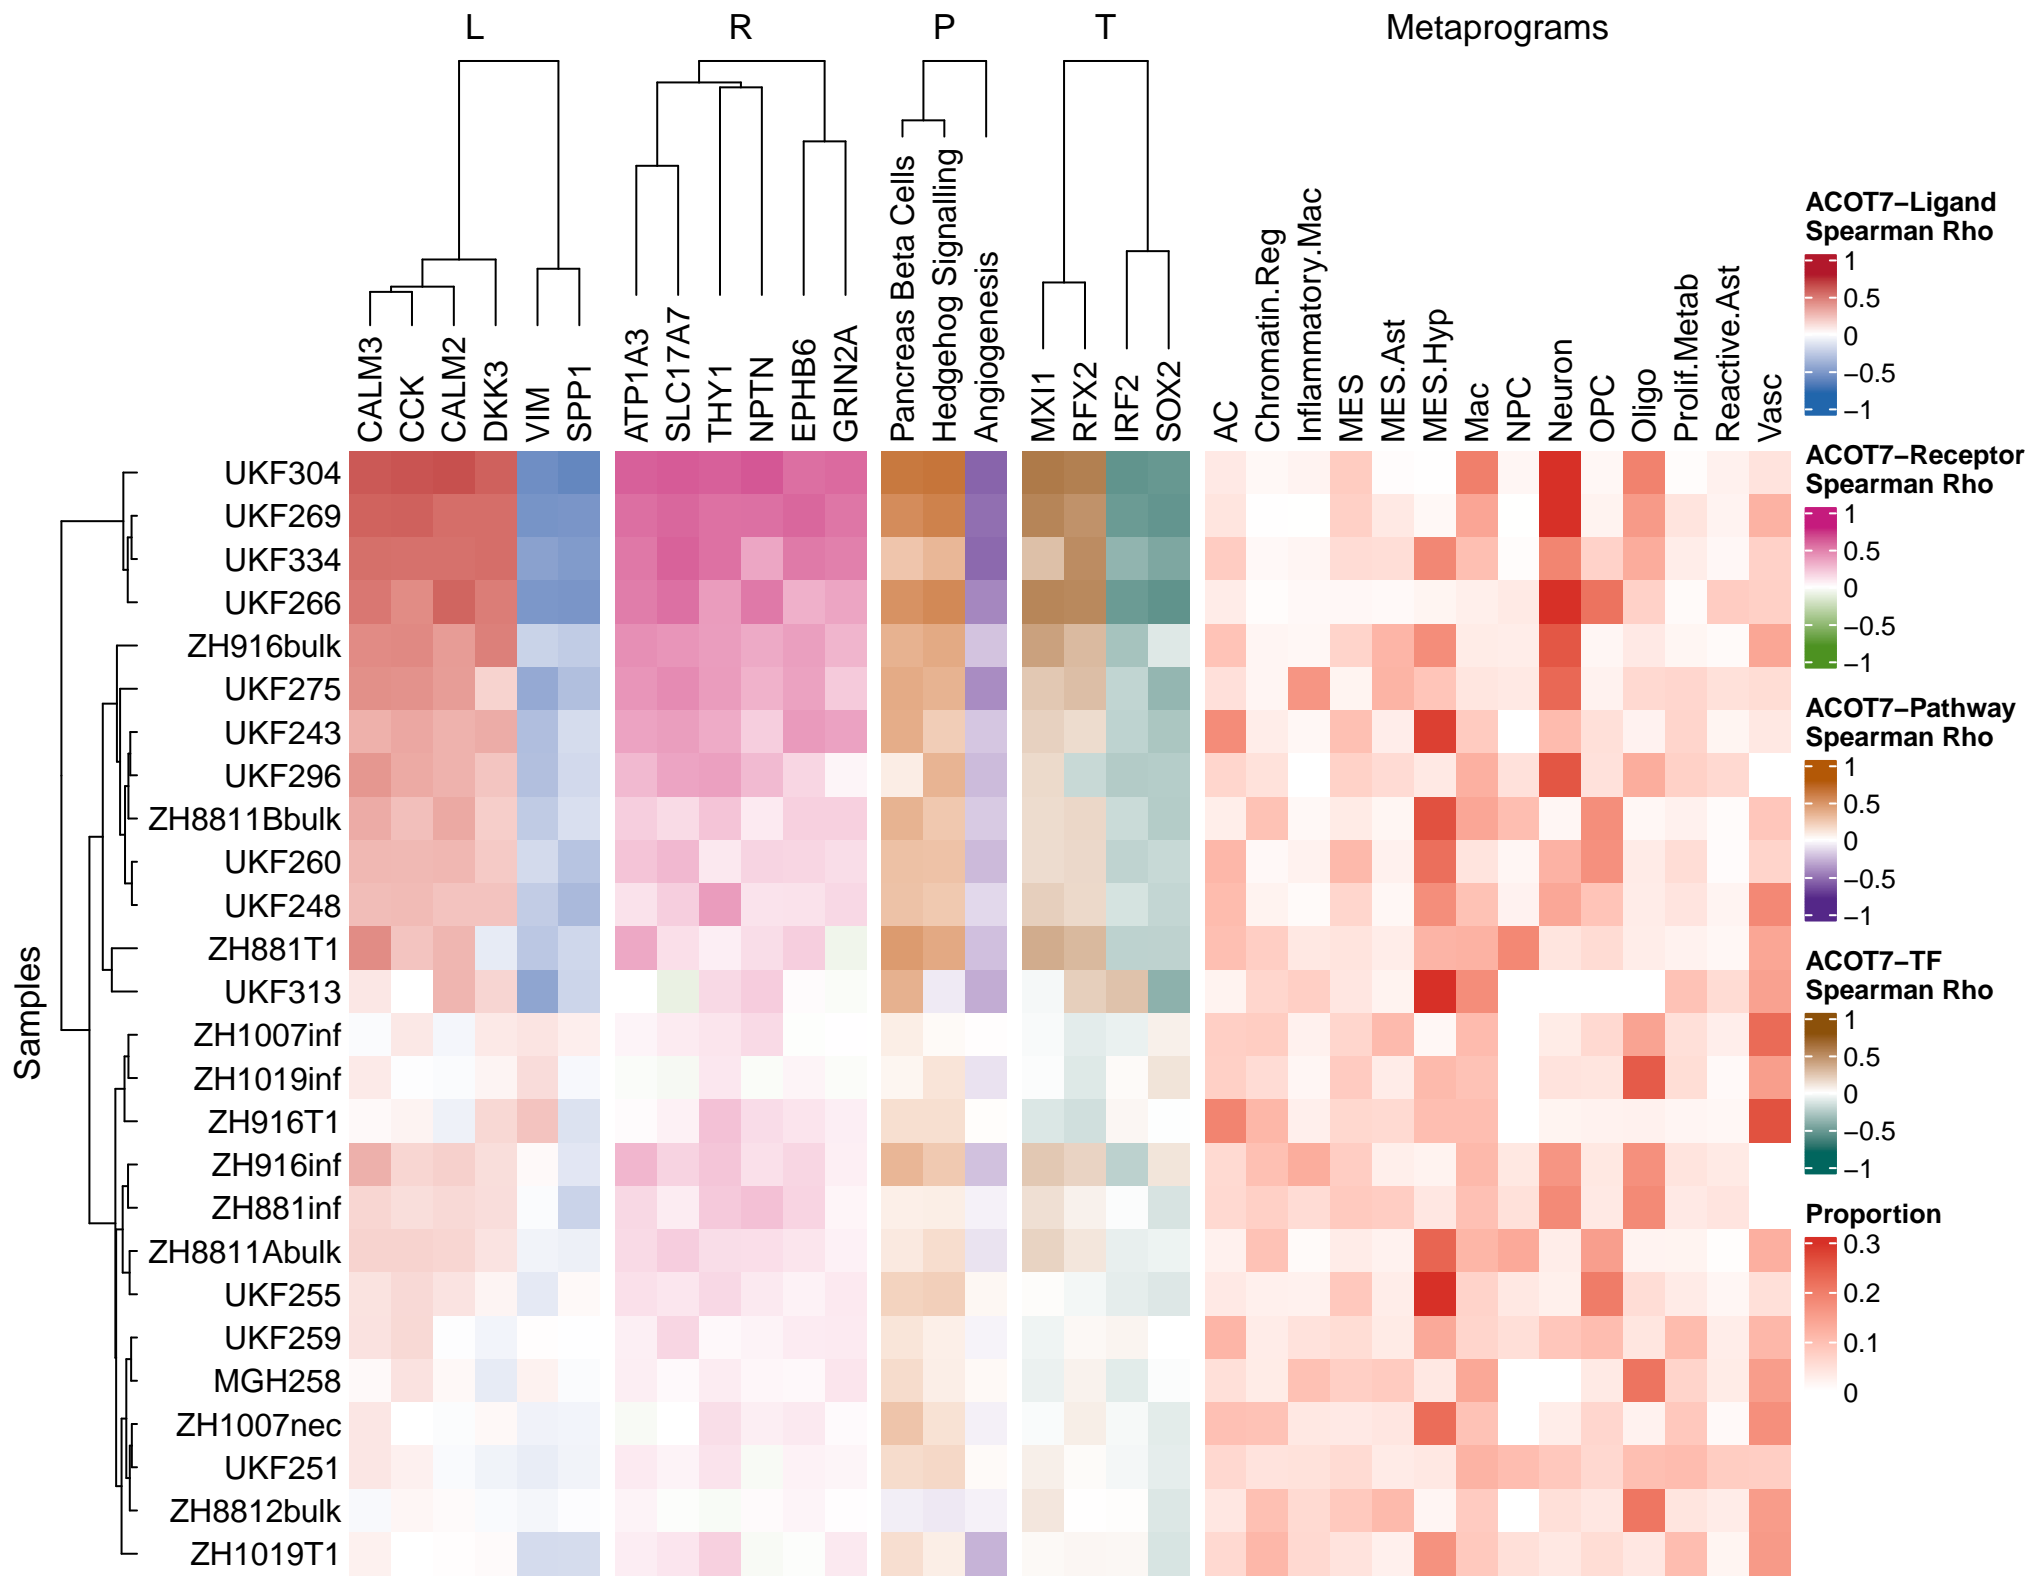 L
R
P
T
Metaprograms
CALM3
CCK
CALM2
DKK3
VIM
SPP1
ATP1A3
SLC17A7
THY1
NPTN
EPHB6
GRIN2A
Pancreas Beta Cells
Hedgehog Signalling
Angiogenesis
MXI1
RFX2
IRF2
SOX2
AC
Chromatin.Reg
Inflammatory.Mac
MES
MES.Ast
MES.Hyp
Mac
NPC
Neuron
OPC
Oligo
Prolif.Metab
Reactive.Ast
Vasc
Samples
UKF304
UKF269
UKF334
UKF266
ZH916bulk
UKF275
UKF243
UKF296
ZH8811Bbulk
UKF260
UKF248
ZH881T1
UKF313
ZH1007inf
ZH1019inf
ZH916T1
ZH916inf
ZH881inf
ZH8811Abulk
UKF255
UKF259
MGH258
ZH1007nec
UKF251
ZH8812bulk
ZH1019T1
ACOT7−Ligand
Spearman Rho
1
0.5
0
−0.5
−1
ACOT7−Receptor
Spearman Rho
1
0.5
0
−0.5
−1
ACOT7−Pathway
Spearman Rho
1
0.5
0
−0.5
−1
ACOT7−TF
Spearman Rho
1
0.5
0
−0.5
−1
Proportion
0.3
0.2
0.1
0